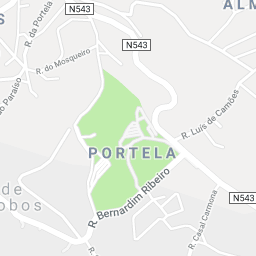 N543
S
ALM
R. da Portela
N543
R. do Mosqueiro
do Paraíso
R. Luís de Camões
PORTELA
de
obos
R. Bernardim Ribeiro
N543
R. Casal Carmona